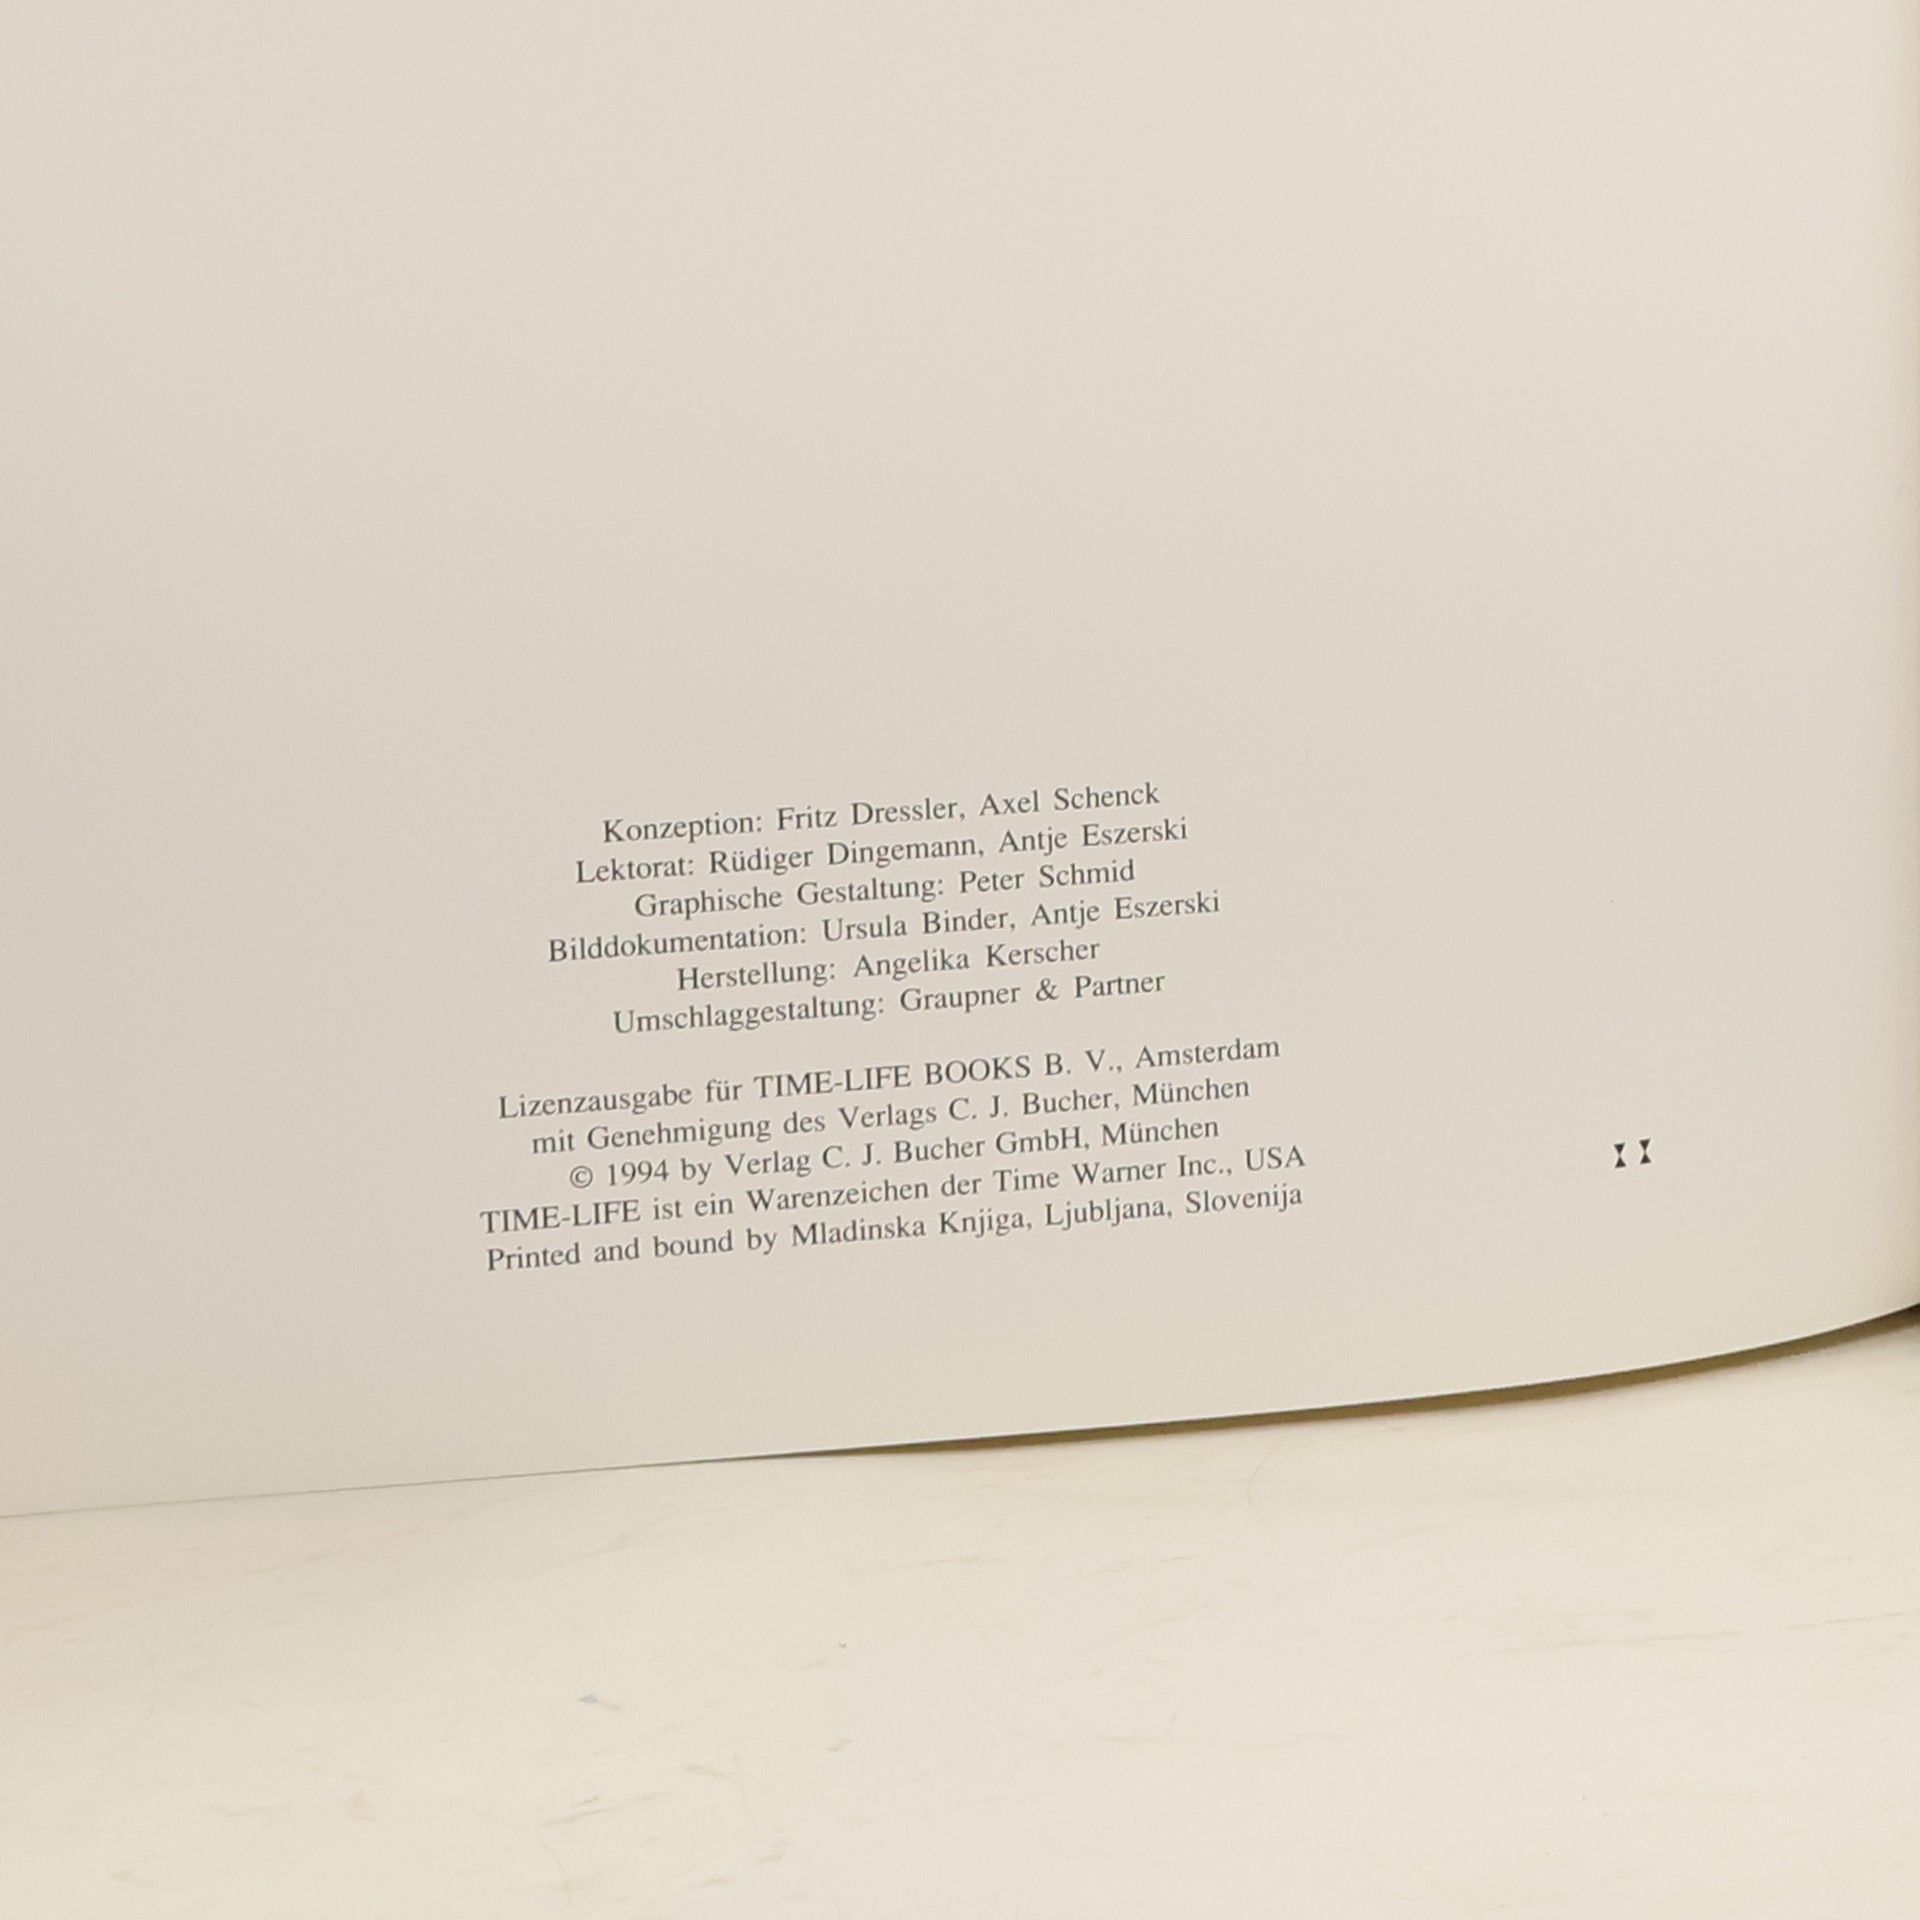 Konzeption: Fritz Dressler, Axel Schenck
Lektorat: Rüdiger Dingemann, Antje Eszerski
Graphische Gestaltung: Peter Schmid
Bilddokumentation: Ursula Binder, Antje Eszerski
Herstellung: Angelika Kerscher
Umschlaggestaltung: Graupner & Partner
Lizenzausgabe für TIME-LIFE BOOKS B. V., Amsterdam
mit Genehmigung des Verlags C. J. Bucher, München
© 1994 by Verlag C. J. Bucher GmbH, München
TIME-LIFE ist ein Warenzeichen der Time Warner Inc., USA
Printed and bound by Mladinska Knjiga, Ljubljana, Slovenija